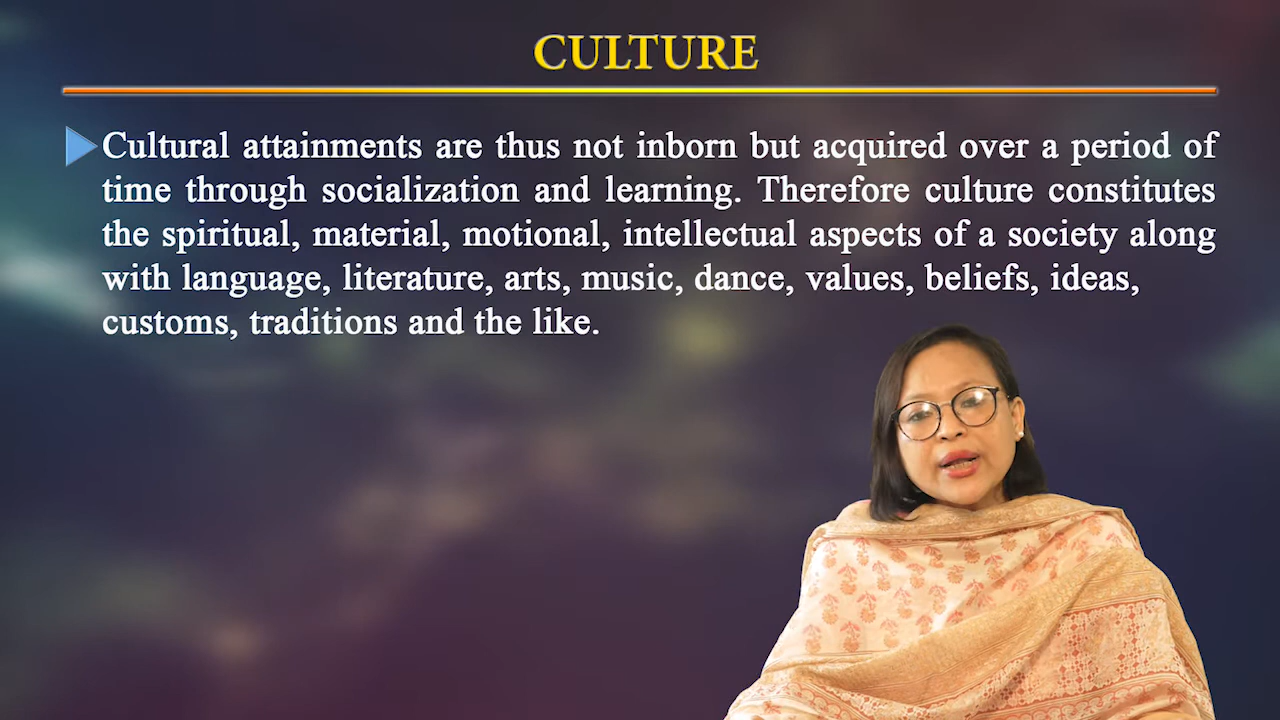 CULTURE
Cultural attainments are thus not inborn but acquired over a period of
time through socialization and learning. Therefore culture constitutes
the spiritual, material, motional, intellectual aspects of a society along
with language, literature, arts, music, dance, values, beliefs, ideas,
customs, traditions and the like.